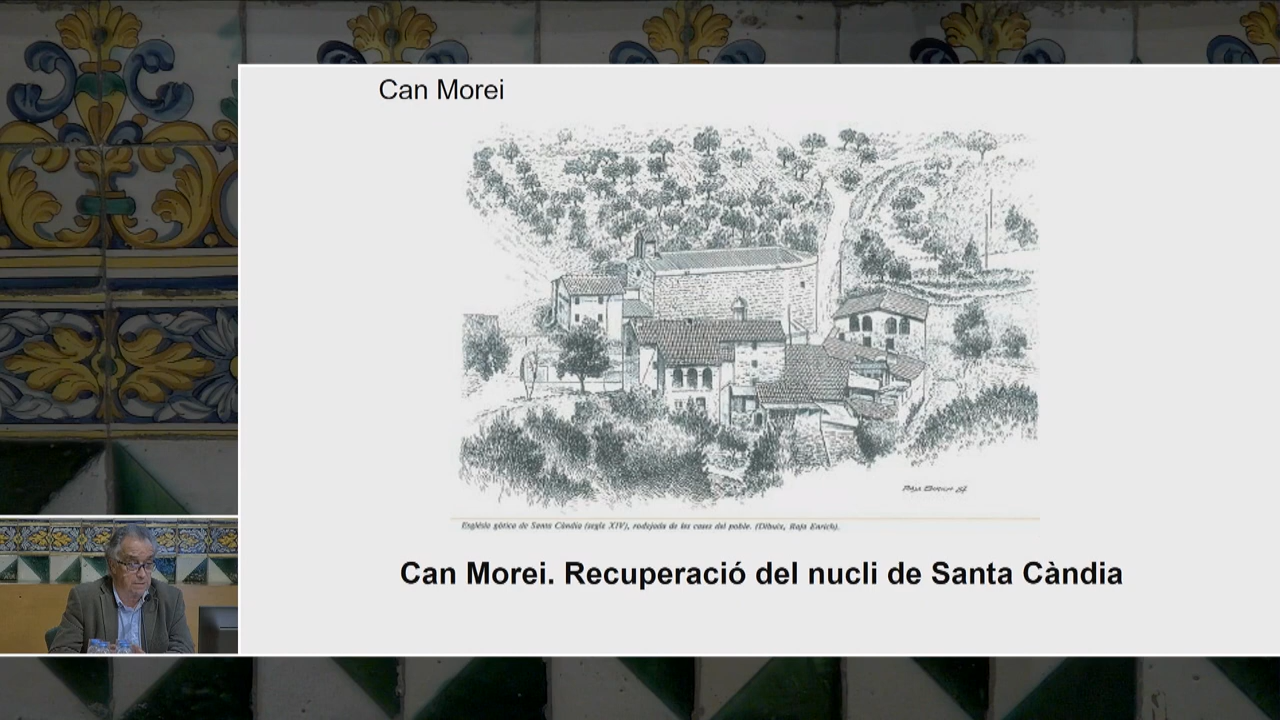 Can Morei
Església gòtica de Santa Càndia (segle XIV), rodejada de les cases del poble. (Dibuix, Raja Enrich).
Can Morei. Recuperació del nucli de Santa Càndia